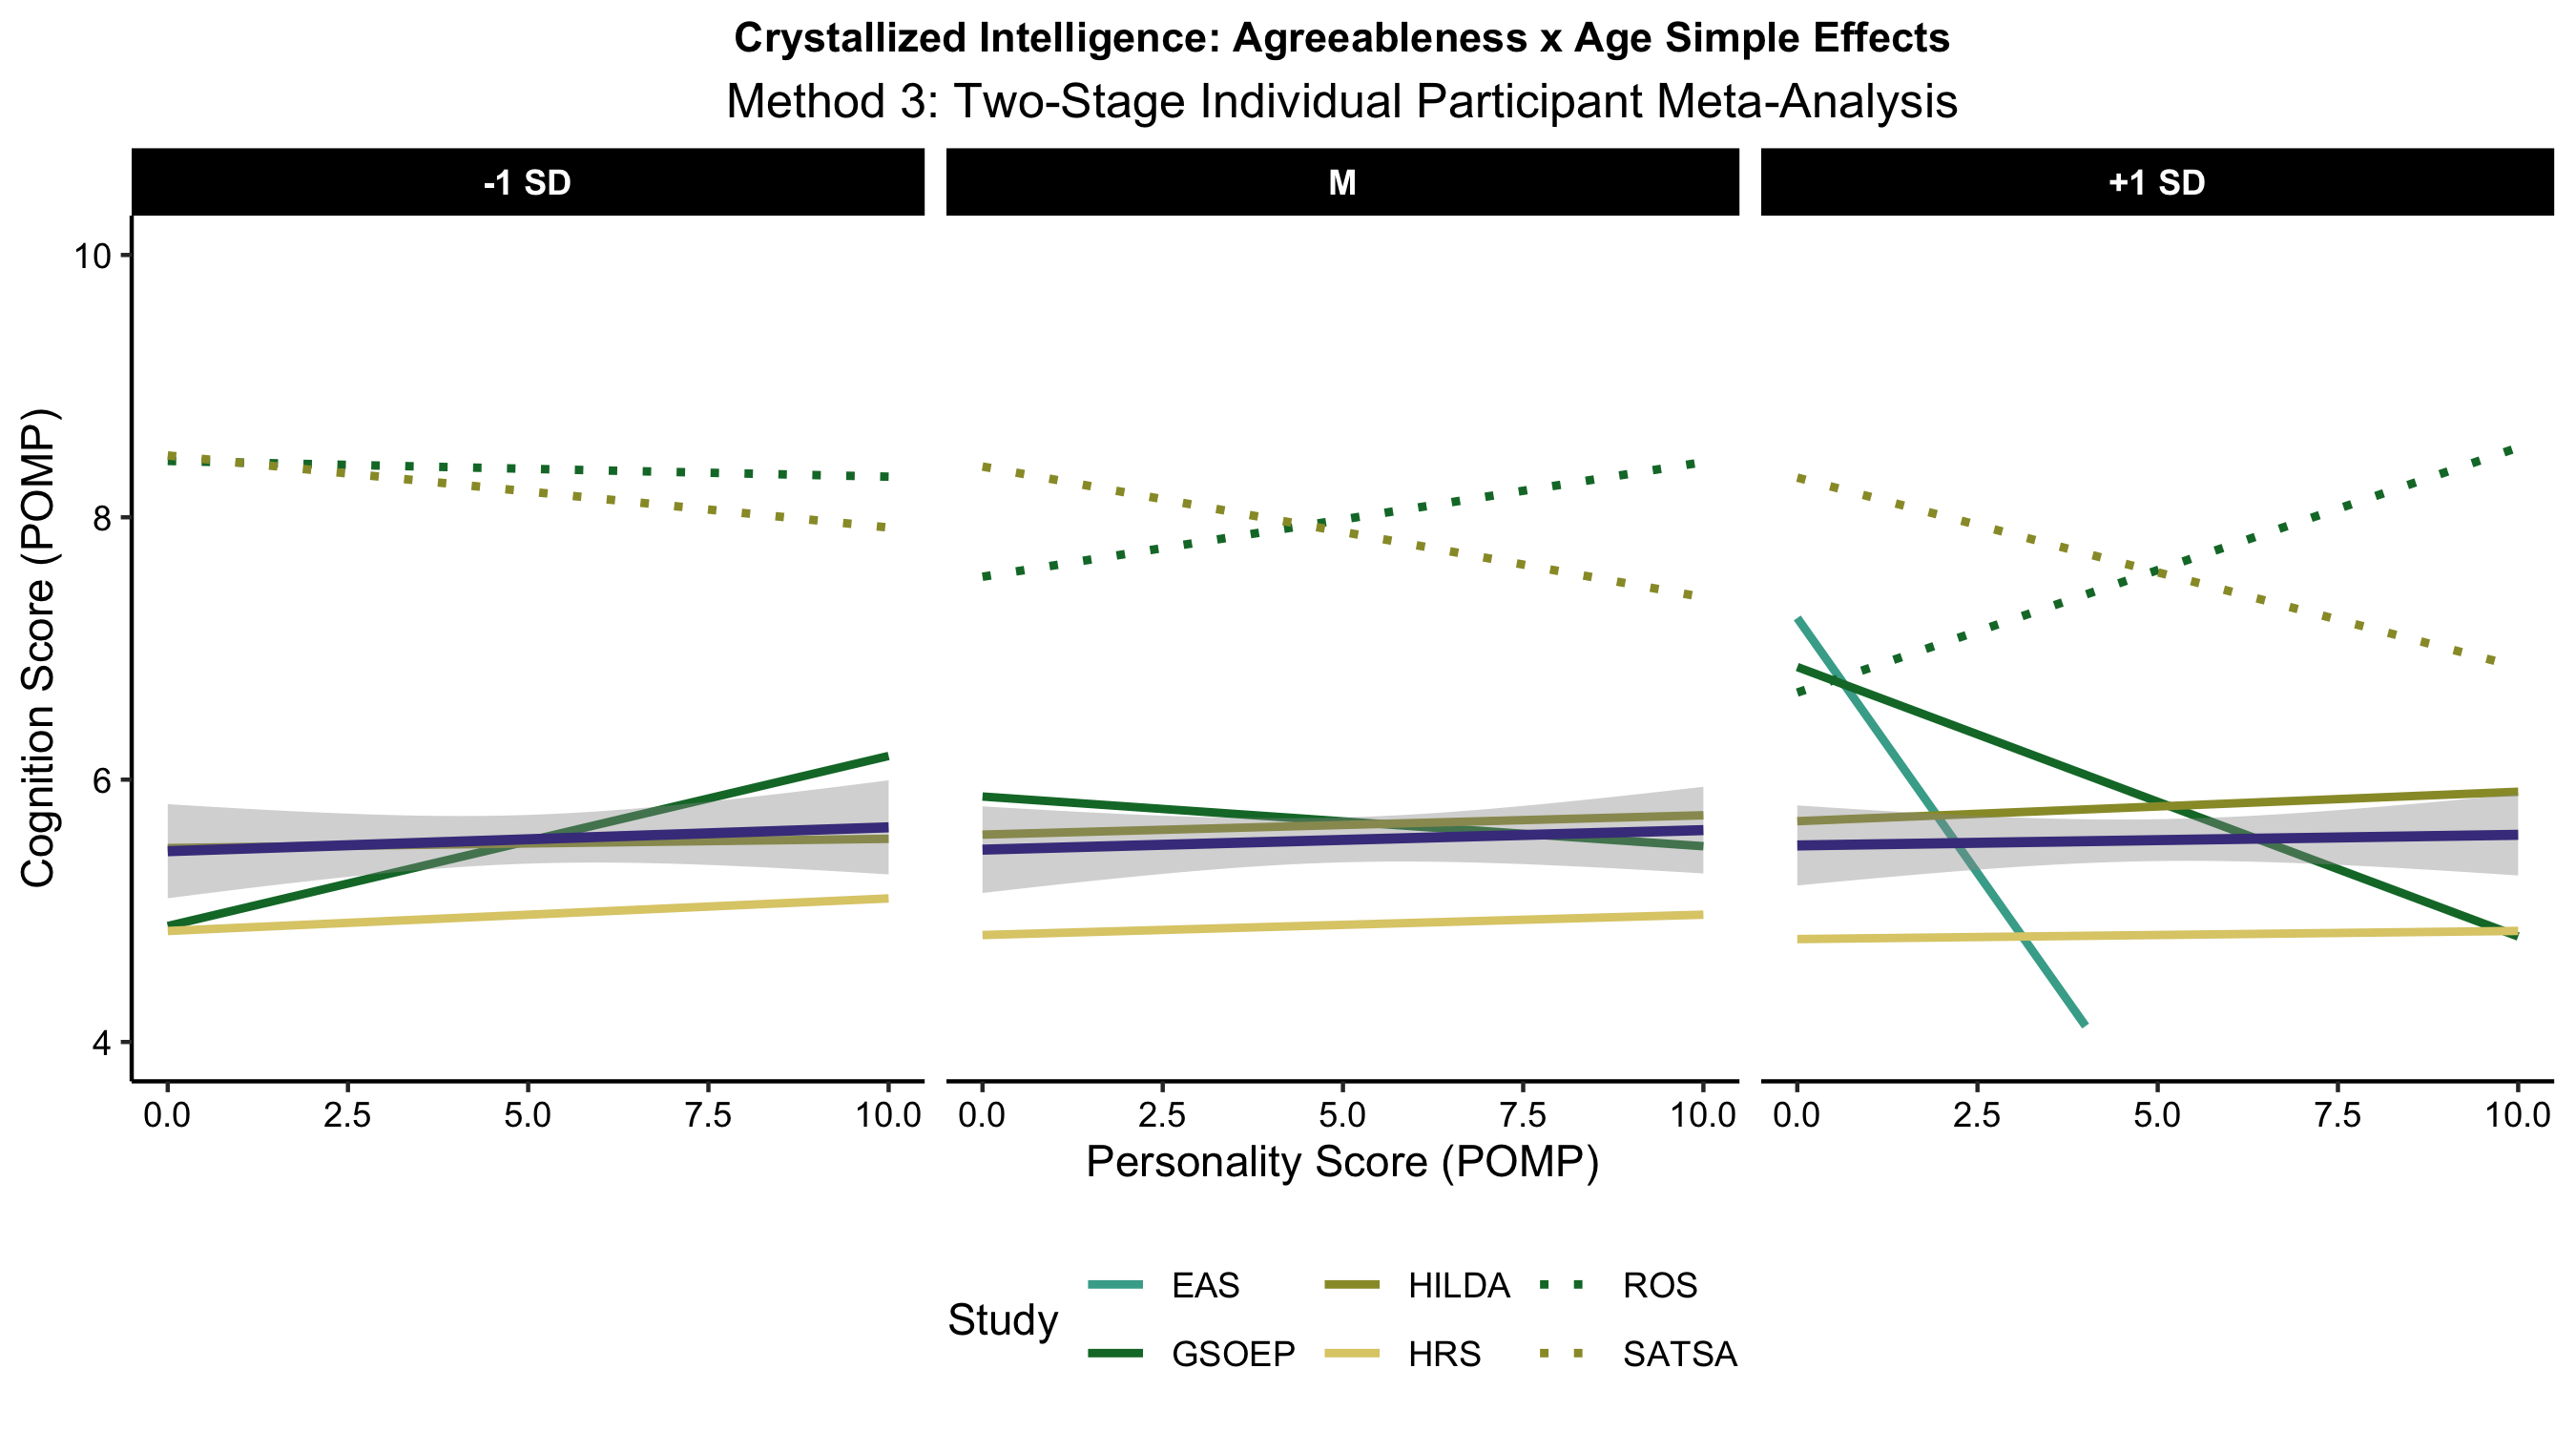 Crystallized Intelligence: Agreeableness x Age Simple Effects
Method 3: Two-Stage Individual Participant Meta-Analysis
-1 SD M +1 SD
Cognition Score (POMP)
10
8
6
4
0.0 2.5 5.0 7.5 10.0 0.0 2.5 5.0 7.5 10.0 0.0 2.5 5.0 7.5 10.0
Personality Score (POMP)
Study
EAS HILDA ROS
GSOEP HRS SATSA